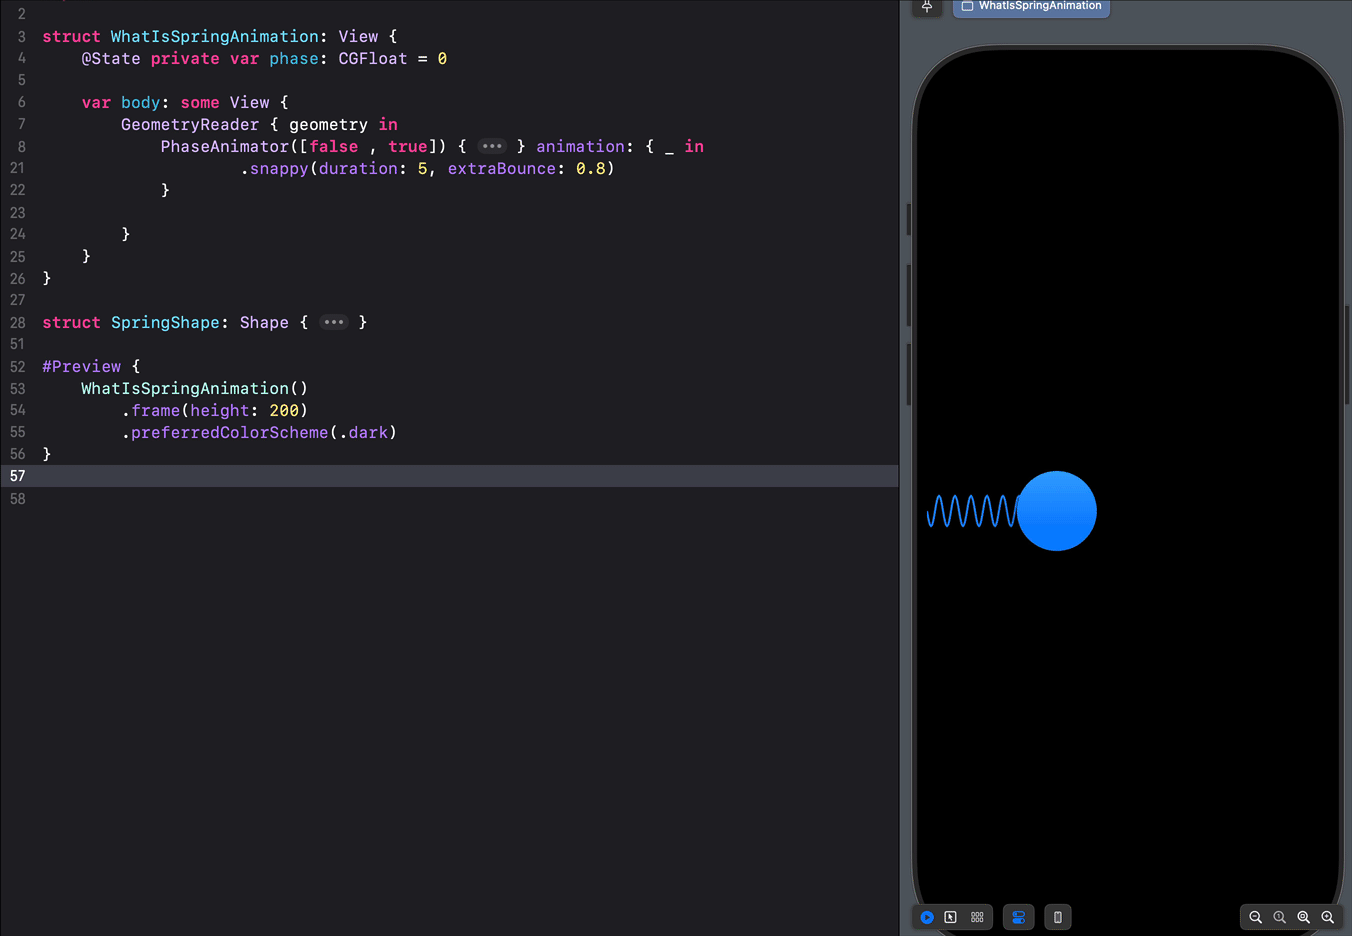 WhatIsSpringAnimation
2
3 struct WhatIsSpringAnimation: View {
4 @State private var phase: CGFloat = 0
5
6 var body: some View {
7 GeometryReader { geometry in
8 PhaseAnimator([false , true]) { ••• } animation: { _ in
21 .snappy(duration: 5, extraBounce: 0.8)
22 }
23
24 }
25 }
26 }
27
28 struct SpringShape: Shape { ••• }
51
52 #Preview {
53 WhatIsSpringAnimation()
54 .frame(height: 200)
55 .preferredColorScheme(.dark)
56 }
57
58